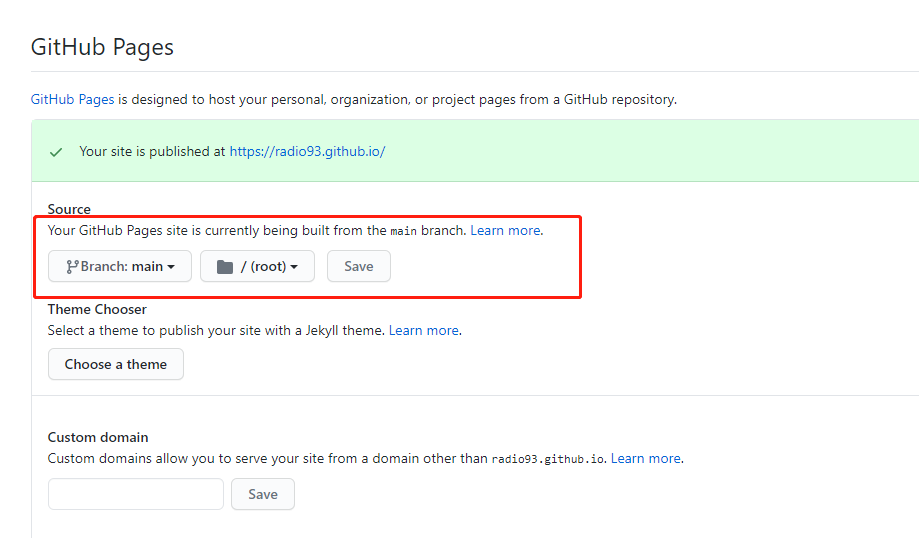 GitHub Pages
GitHub Pages is designed to host your personal, organization, or project pages from a GitHub repository.
Your site is published at https://radio93.github.io/
Source
Your GitHub Pages site is currently being built from the main branch. Learn more.
Branch: main / (root) Save
Theme Chooser
Select a theme to publish your site with a Jekyll theme. Learn more.
Choose a theme
Custom domain
Custom domains allow you to serve your site from a domain other than radio93.github.io. Learn more.
Save